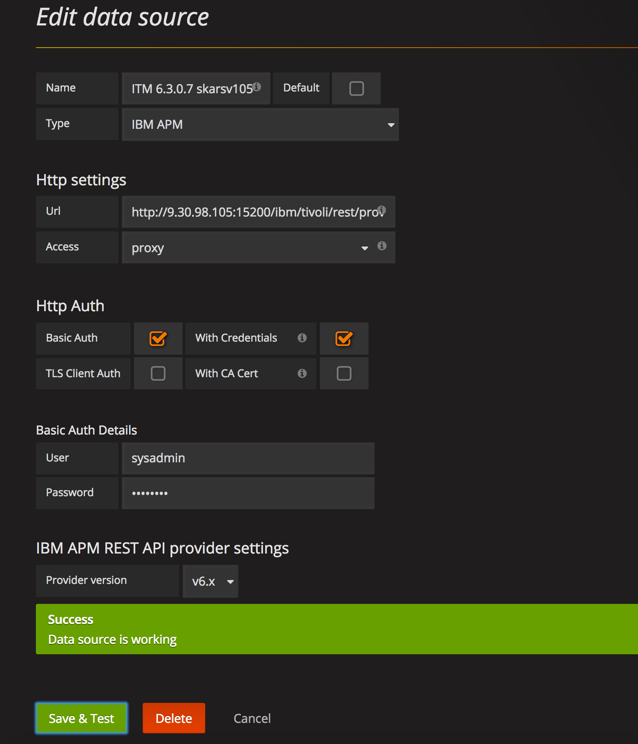 Edit data source
Name ITM 6.3.0.7 skarsv105 Default
Type IBM APM
Http settings
Url http://9.30.98.105:15200/ibm/tivoli/rest/prov
Access proxy
Http Auth
Basic Auth With Credentials
TLS Client Auth With CA Cert
Basic Auth Details
User sysadmin
Password ••••••••
IBM APM REST API provider settings
Provider version v6.x
Success
Data source is working
Save & Test Delete Cancel